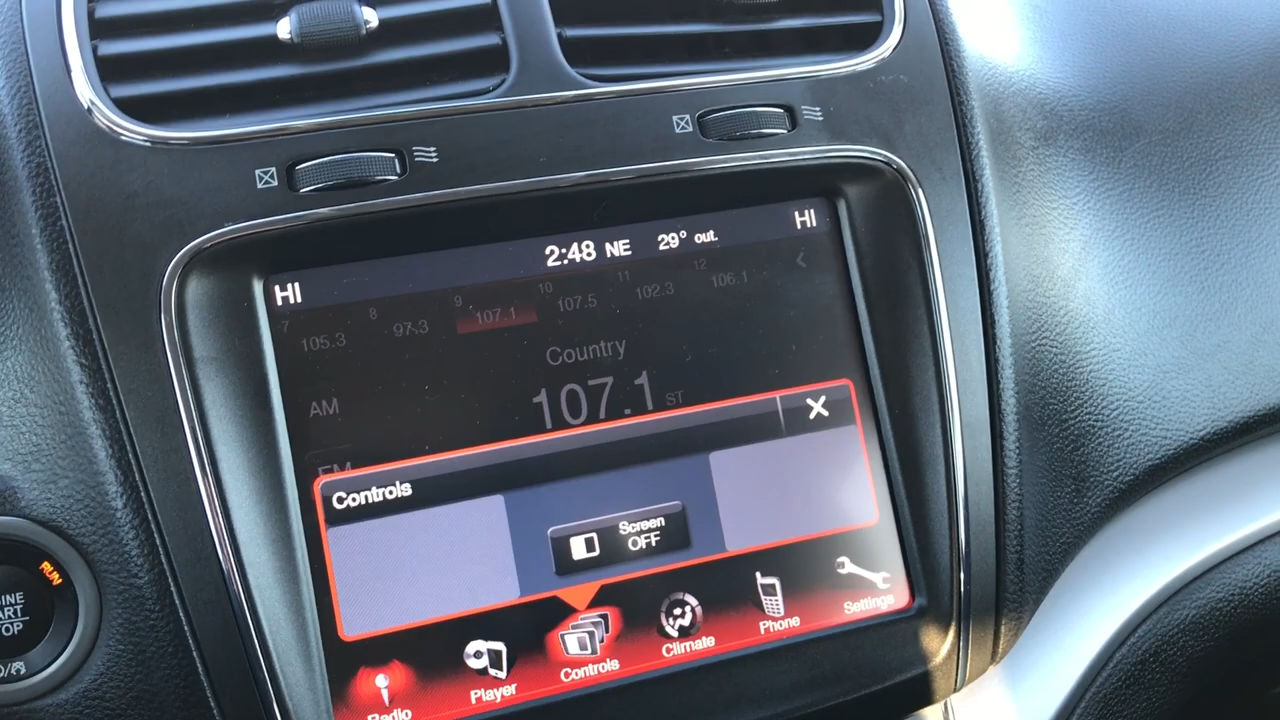 HI 2:48 NE 29° out. HI
7 8 9 10 11 12
105.3 97.3 107.1 107.5 102.3 106.1
Country
AM
107.1 ST
FM
Controls
Screen
OFF
Radio Player Controls Climate Phone Settings
RUN